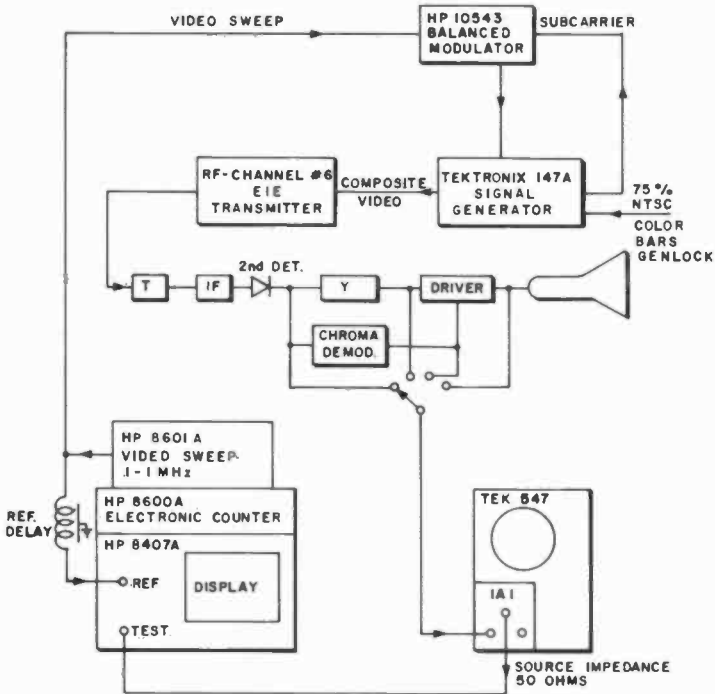 VIDEO SWEEP
HP 10543
BALANCED
MODULATOR
SUBCARRIER
RF-CHANNEL #6
EIE
TRANSMITTER
COMPOSITE
VIDEO
TEKTRONIX 147A
SIGNAL
GENERATOR
75%
NTSC
COLOR
BARS
GENLOCK
T
IF
2nd DET.
Y
DRIVER
CHROMA
DEMOD.
HP 8601A
VIDEO SWEEP
.1-1 MHz
HP 8600A
ELECTRONIC COUNTER
REF.
DELAY
HP 8407A
REF
DISPLAY
TEST
TEK 547
1A1
SOURCE IMPEDANCE
50 OHMS